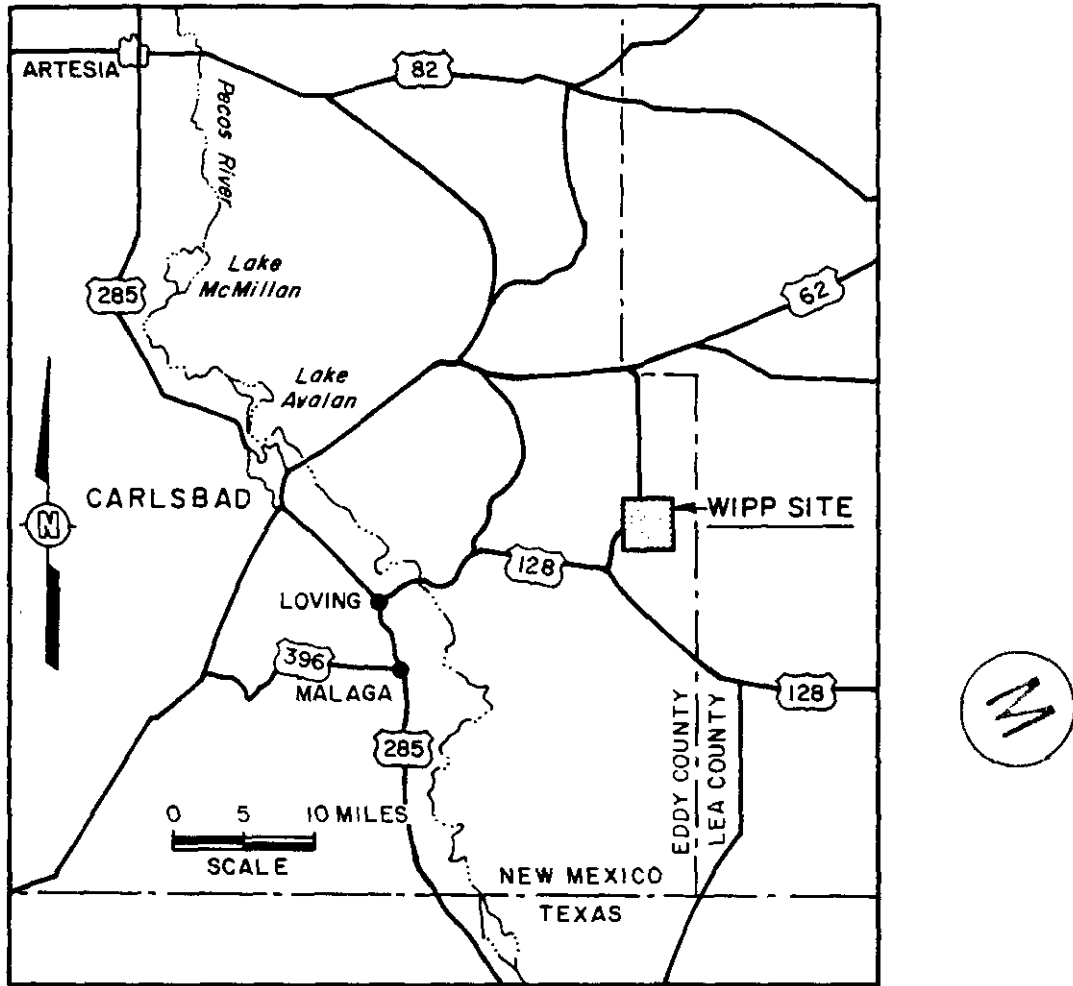 ARTESIA
82
Pecos River
Lake
McMillan
285
62
Lake
Avalan
CARLSBAD
N
WIPP SITE
128
LOVING
396
MALAGA
128
285
EDDY COUNTY
LEA COUNTY
0 5 10 MILES
SCALE
NEW MEXICO
TEXAS
M